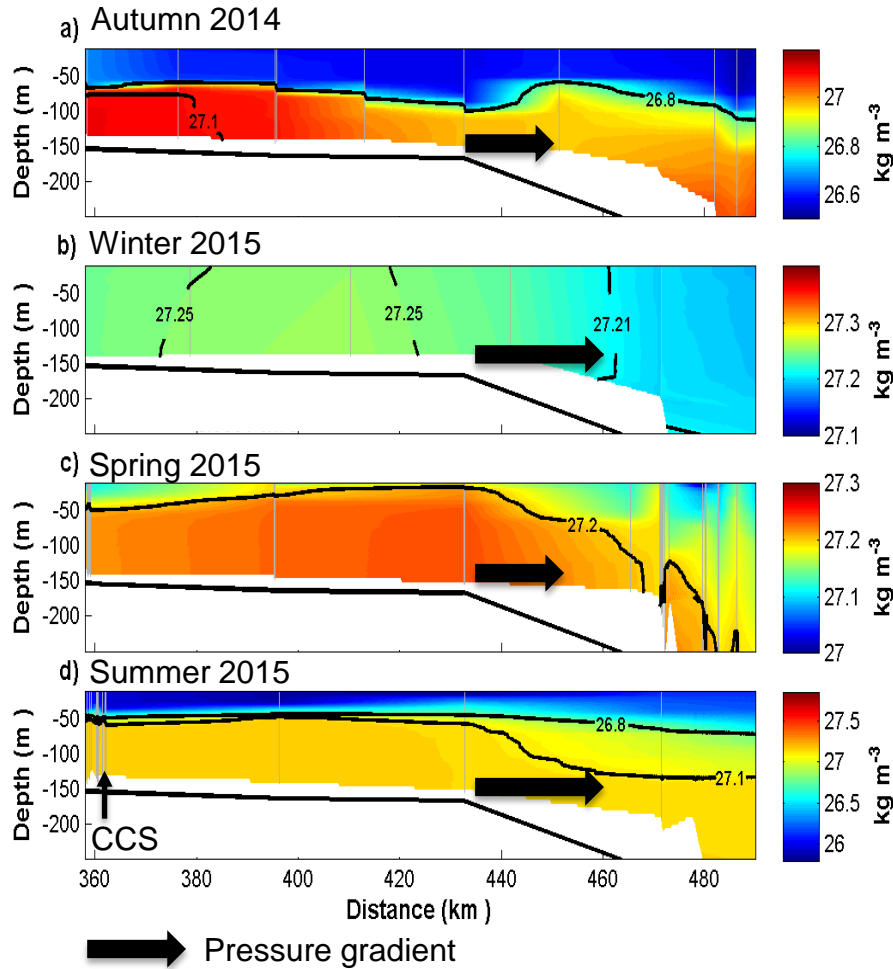 a) Autumn 2014
-50
-100
-150
-200
Depth (m )
27.1
26.8
27
26.8
26.6
kg m⁻³
b) Winter 2015
-50
-100
-150
-200
Depth (m )
27.25
27.25
27.21
27.3
27.2
27.1
kg m⁻³
c) Spring 2015
-50
-100
-150
-200
Depth (m )
27.2
27.3
27.2
27.1
27
kg m⁻³
d) Summer 2015
-50
-100
-150
-200
Depth (m )
26.8
27.1
CCS
27.5
27
26.5
26
kg m⁻³
360 380 400 420 440 460 480
Distance (km )
Pressure gradient